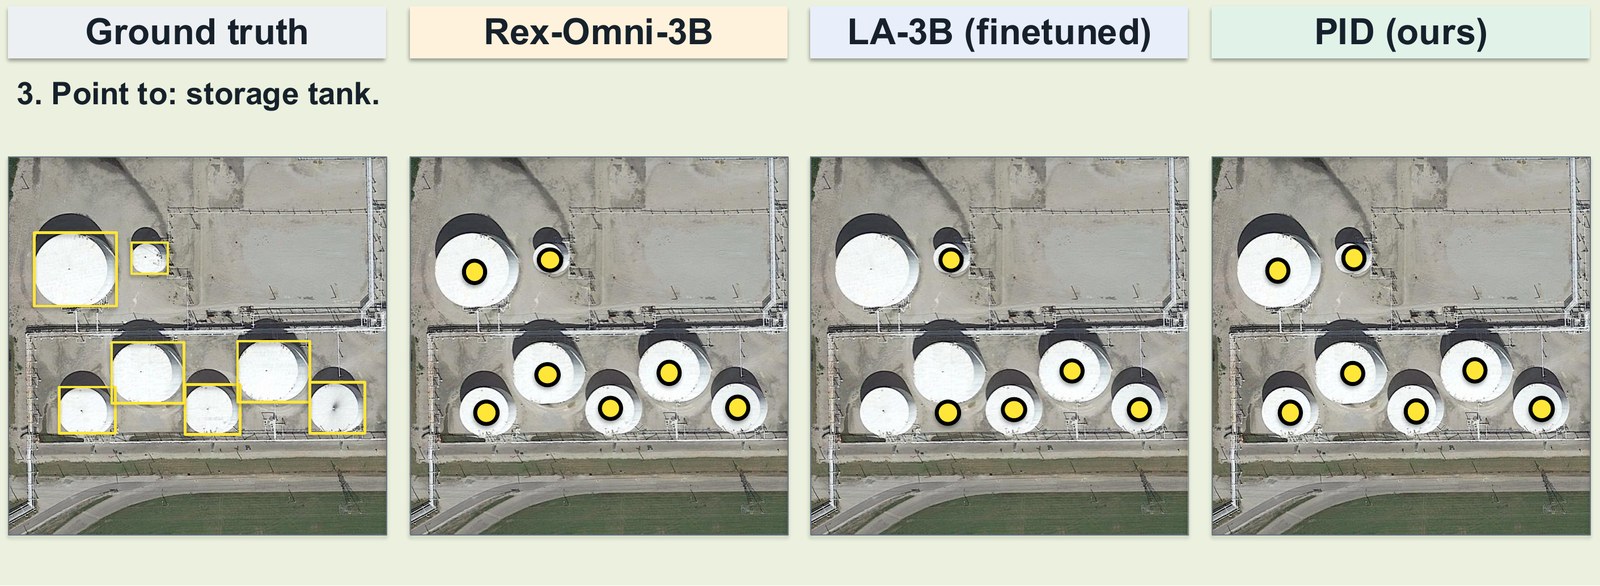 Ground truth
Rex-Omni-3B
LA-3B (finetuned)
PID (ours)
3. Point to: storage tank.